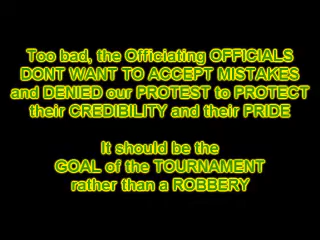 Too bad, the Officiating OFFICIALS
DONT WANT TO ACCEPT MISTAKES
and DENIED our PROTEST to PROTECT
their CREDIBILITY and their PRIDE
It should be the
GOAL of the TOURNAMENT
rather than a ROBBERY